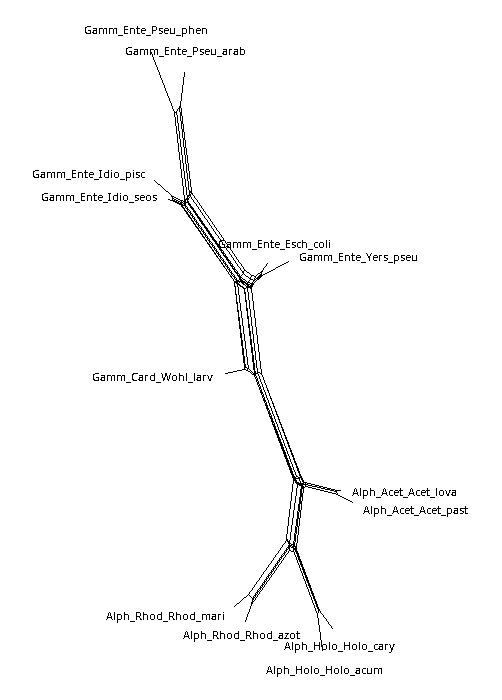 Gamm_Ente_Pseu_phen
Gamm_Ente_Pseu_arab
Gamm_Ente_Idio_pisc
Gamm_Ente_Idio_seos
Gamm_Ente_Esch_coli
Gamm_Ente_Yers_pseu
Gamm_Card_Wohl_larv
Alph_Acet_Acet_lova
Alph_Acet_Acet_past
Alph_Rhod_Rhod_mari
Alph_Rhod_Rhod_azot
Alph_Holo_Holo_cary
Alph_Holo_Holo_acum